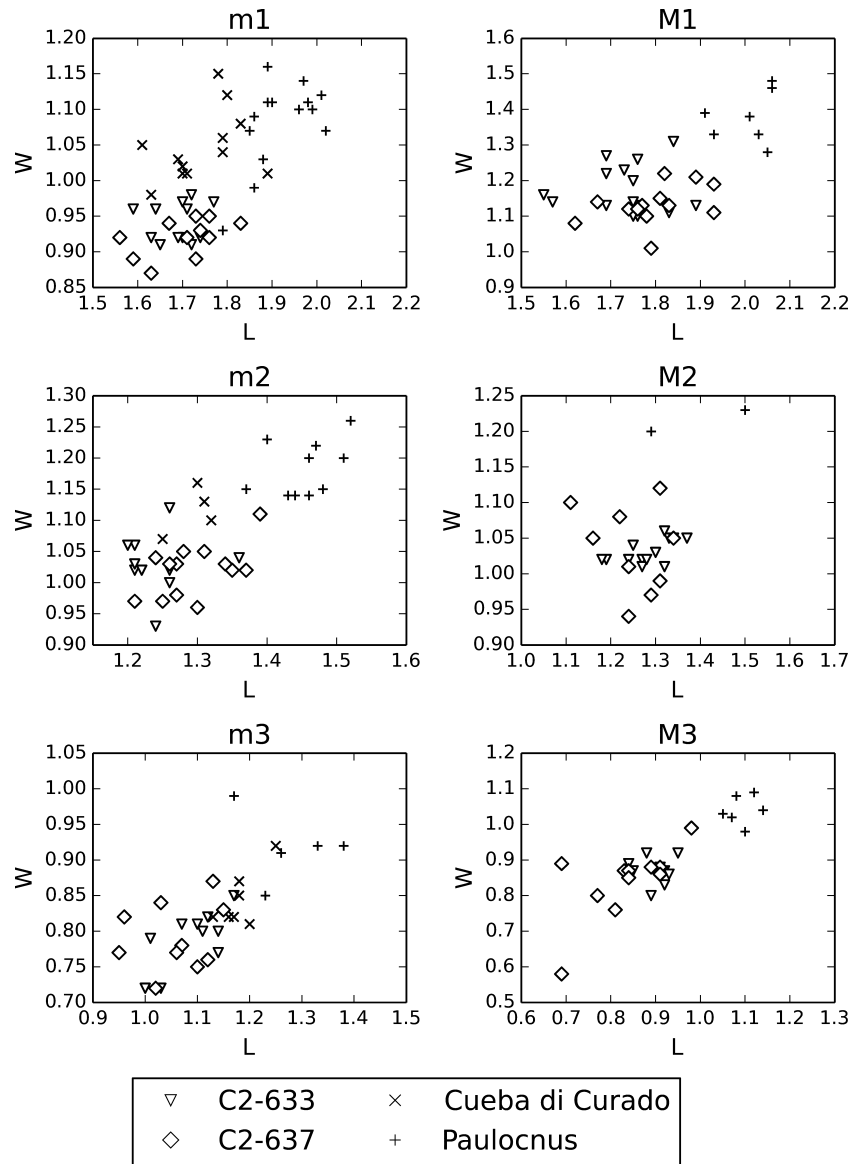 m1
1.20
1.15
1.10
1.05
1.00
0.95
0.90
0.85
W
1.5 1.6 1.7 1.8 1.9 2.0 2.1 2.2
L
M1
1.6
1.5
1.4
1.3
1.2
1.1
1.0
0.9
W
1.5 1.6 1.7 1.8 1.9 2.0 2.1 2.2
L
m2
1.30
1.25
1.20
1.15
1.10
1.05
1.00
0.95
0.90
W
1.2 1.3 1.4 1.5 1.6
L
M2
1.25
1.20
1.15
1.10
1.05
1.00
0.95
0.90
W
1.0 1.1 1.2 1.3 1.4 1.5 1.6 1.7
L
m3
1.05
1.00
0.95
0.90
0.85
0.80
0.75
0.70
W
0.9 1.0 1.1 1.2 1.3 1.4 1.5
L
M3
1.2
1.1
1.0
0.9
0.8
0.7
0.6
0.5
W
0.6 0.7 0.8 0.9 1.0 1.1 1.2 1.3
L
C2-633 Cueba di Curado
C2-637 Paulocnus